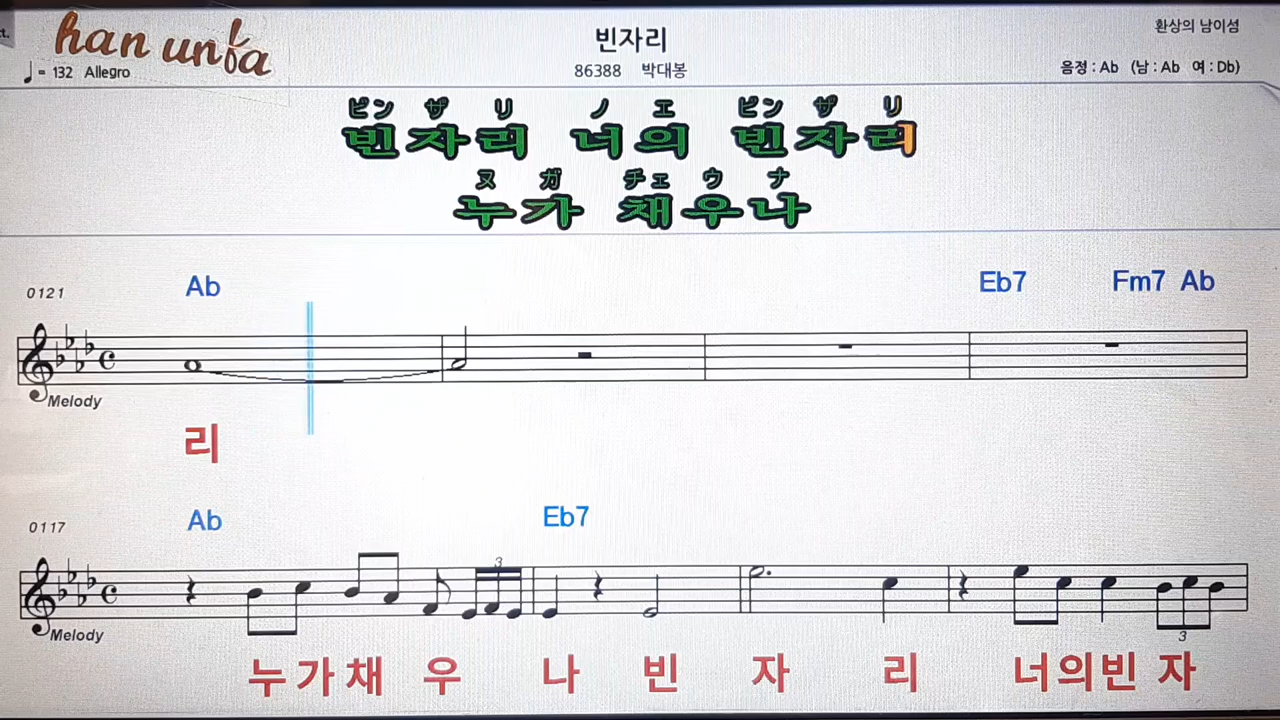 ct.
han unfa
♩= 132 Allegro
빈자리
86388 박대봉
환상의 남이섬
음정 : Ab (남 : Ab 여 : Db)
ピン ザ リ ノ エ ピン ザ リ
빈자리 너의 빈자리
ヌ ガ チェ ウ ナ
누가 채우나
0121 Ab Eb7 Fm7 Ab
Melody
리
0117 Ab Eb7
3
Melody
3
누가채 우 나 빈 자 리 너의빈 자